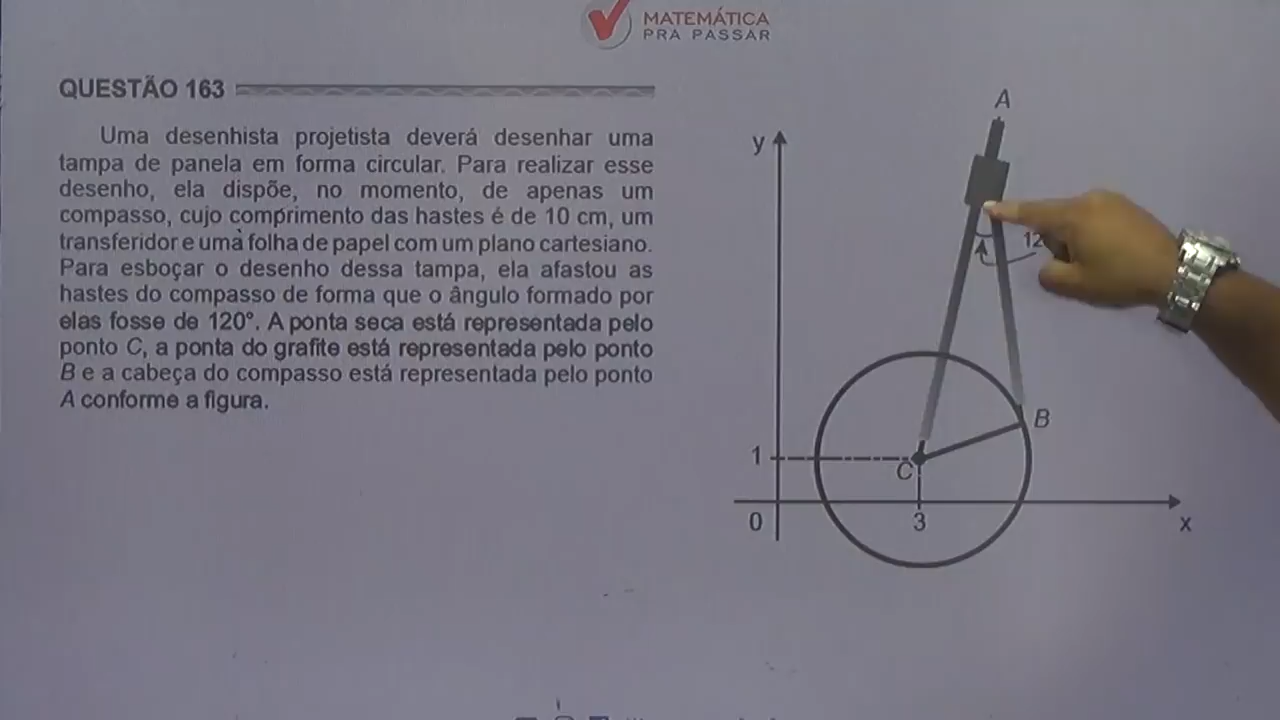 MATEMÁTICA
PRA PASSAR
QUESTÃO 163
Uma desenhista projetista deverá desenhar uma
tampa de panela em forma circular. Para realizar esse
desenho, ela dispõe, no momento, de apenas um
compasso, cujo comprimento das hastes é de 10 cm, um
transferidor e uma folha de papel com um plano cartesiano.
Para esboçar o desenho dessa tampa, ela afastou as
hastes do compasso de forma que o ângulo formado por
elas fosse de 120°. A ponta seca está representada pelo
ponto C, a ponta do grafite está representada pelo ponto
B e a cabeça do compasso está representada pelo ponto
A conforme a figura.
A
y
B
1
C
0
3
x